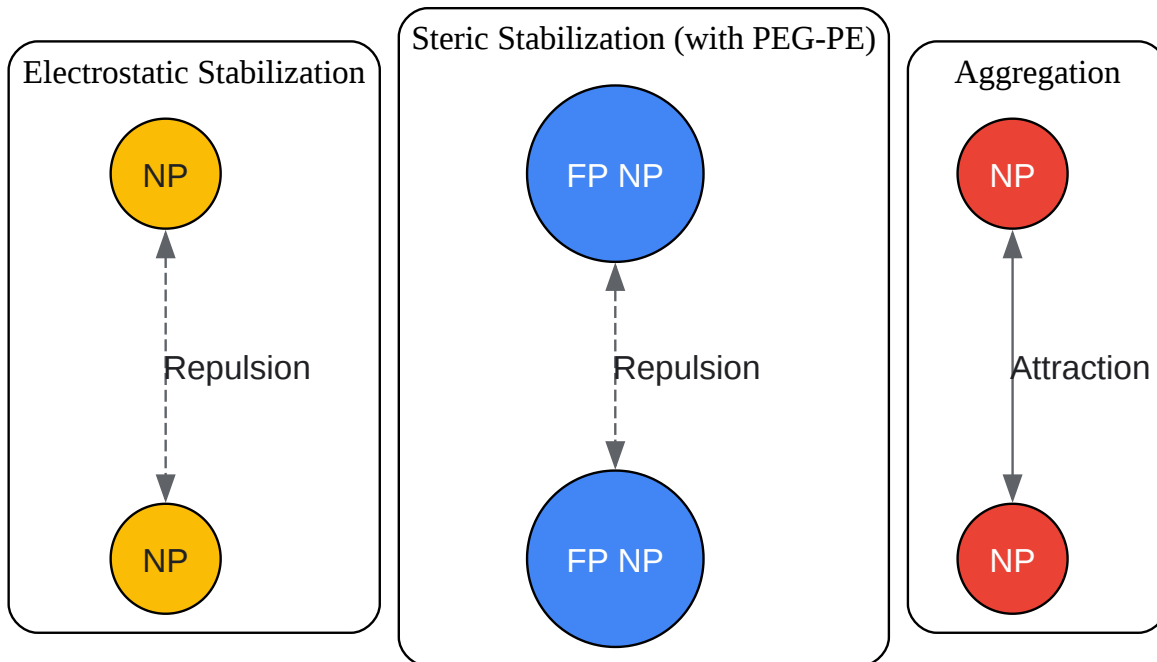 Electrostatic Stabilization
NP
Repulsion
NP
Steric Stabilization (with PEG-PE)
FP NP
Repulsion
FP NP
Aggregation
NP
Attraction
NP